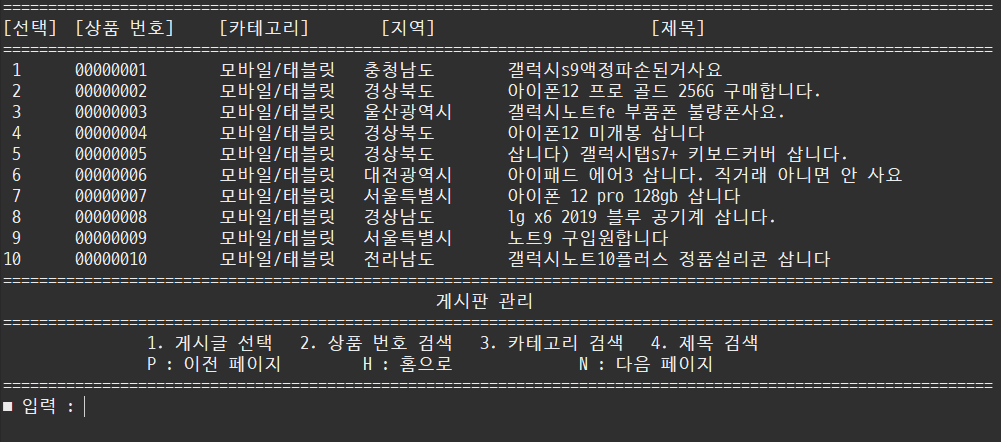 [선택] [상품 번호] [카테고리] [지역] [제목]
1 00000001 모바일/태블릿 충청남도 갤럭시s9액정파손된거사요
2 00000002 모바일/태블릿 경상북도 아이폰12 프로 골드 256G 구매합니다.
3 00000003 모바일/태블릿 울산광역시 갤럭시노트fe 부품폰 불량폰사요.
4 00000004 모바일/태블릿 경상북도 아이폰12 미개봉 삽니다
5 00000005 모바일/태블릿 경상북도 삽니다) 갤럭시탭s7+ 키보드커버 삽니다.
6 00000006 모바일/태블릿 대전광역시 아이패드 에어3 삽니다. 직거래 아니면 안 사요
7 00000007 모바일/태블릿 서울특별시 아이폰 12 pro 128gb 삽니다
8 00000008 모바일/태블릿 경상남도 lg x6 2019 블루 공기계 삽니다.
9 00000009 모바일/태블릿 서울특별시 노트9 구입원합니다
10 00000010 모바일/태블릿 전라남도 갤럭시노트10플러스 정품실리콘 삽니다
게시판 관리
1. 게시글 선택 2. 상품 번호 검색 3. 카테고리 검색 4. 제목 검색
P : 이전 페이지 H : 홈으로 N : 다음 페이지
■ 입력 :